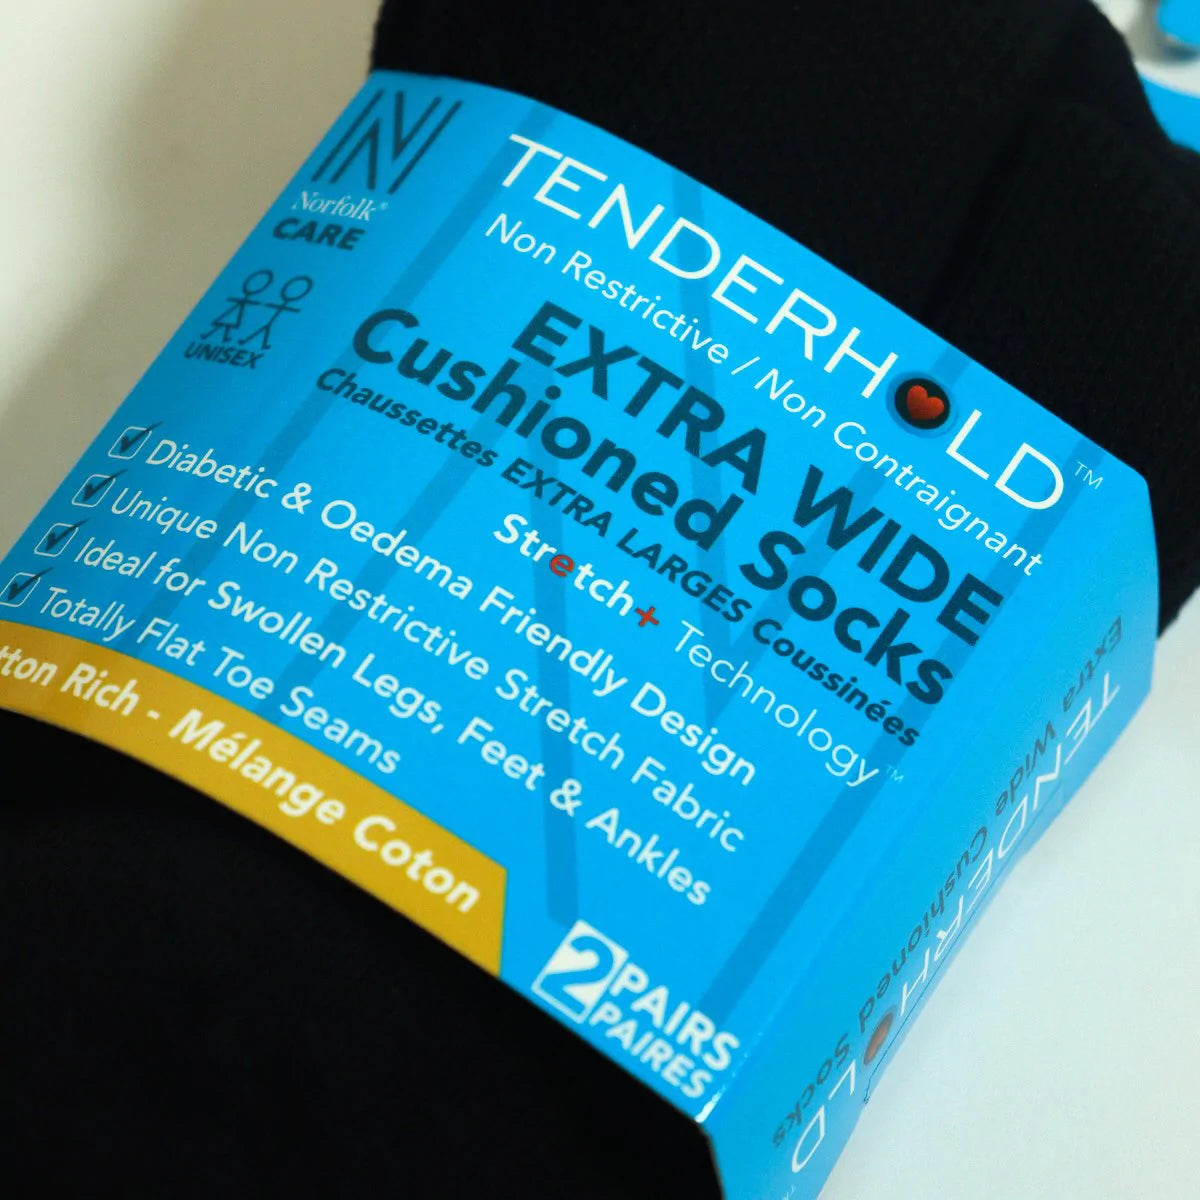 Norfolk®
CARE
UNISEX
TENDERHOLD™
Non Restrictive / Non Contraignant
EXTRA WIDE
Cushioned Socks
Chaussettes EXTRA LARGES Coussinées
Stretch+ Technology™
Diabetic & Oedema Friendly Design
Unique Non Restrictive Stretch Fabric
Ideal for Swollen Legs, Feet & Ankles
Totally Flat Toe Seams
Rich - Mélange Coton
2 PAIRS
PAIRES
TENDERHOLD
Extra Wide Cushioned Socks